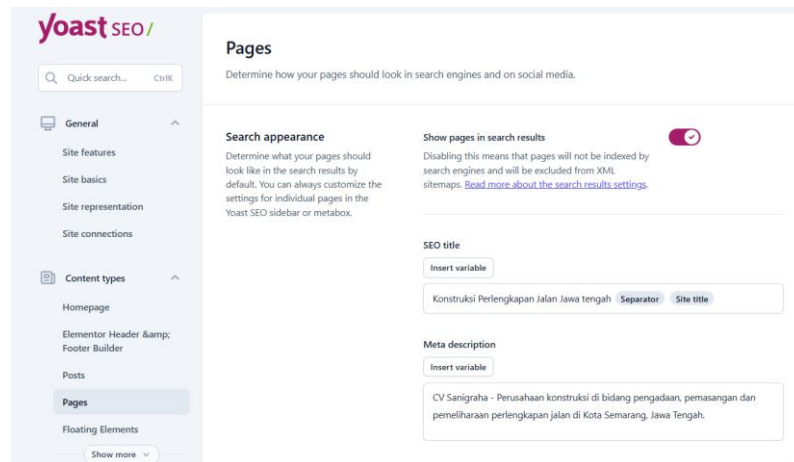 yoast SEO/
Quick search... CtrlK
General
Site features
Site basics
Site representation
Site connections
Content types
Homepage
Elementor Header &amp;
Footer Builder
Posts
Pages
Floating Elements
Show more
Pages
Determine how your pages should look in search engines and on social media.
Search appearance
Determine what your pages should
look like in the search results by
default. You can always customize the
settings for individual pages in the
Yoast SEO sidebar or metabox.
Show pages in search results
Disabling this means that pages will not be indexed by
search engines and will be excluded from XML
sitemaps. Read more about the search results settings.
SEO title
Insert variable
Konstruksi Perlengkapan Jalan Jawa tengah Separator Site title
Meta description
Insert variable
CV Sanigraha - Perusahaan konstruksi di bidang pengadaan, pemasangan dan
pemeliharaan perlengkapan jalan di Kota Semarang, Jawa Tengah.